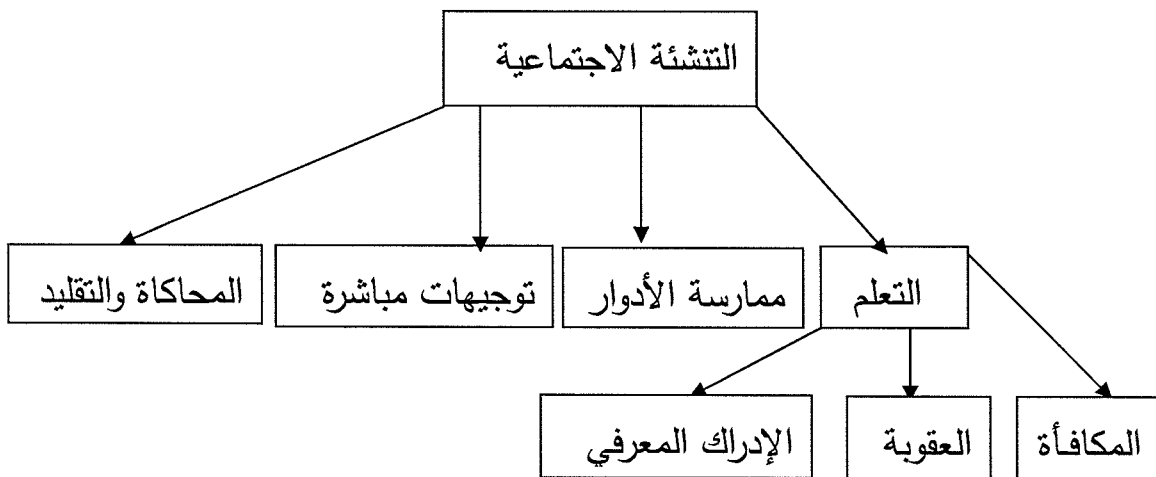 التنشئة الاجتماعية
التعلم
ممارسة الأدوار
توجيهات مباشرة
المحاكاة والتقليد
المكافأة
العقوبة
الإدراك المعرفي